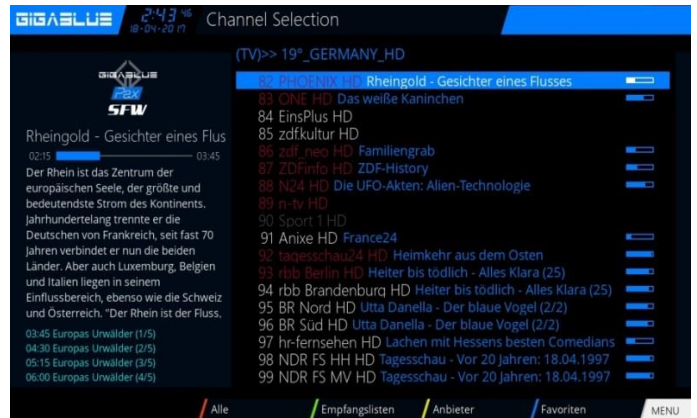 GIGABLUE
2:43 46
18-04-2017
Channel Selection
(TV)>> 19°_GERMANY_HD
GIGABLUE
Pax
SFW
Rheingold - Gesichter eines Flus
02:15 03:45
Der Rhein ist das Zentrum der
europäischen Seele, der größte und
bedeutendste Strom des Kontinents.
Jahrhundertelang trennte er die
Deutschen von Frankreich, seit fast 70
Jahren verbindet er nun die beiden
Länder. Aber auch Luxemburg, Belgien
und Italien liegen in seinem
Einflussbereich, ebenso wie die Schweiz
und Österreich. "Der Rhein ist der Fluss,
03:45 Europas Urwälder (1/5)
04:30 Europas Urwälder (2/5)
05:15 Europas Urwälder (3/5)
06:00 Europas Urwälder (4/5)
82 PHOENIX HD Rheingold - Gesichter eines Flusses
83 ONE HD Das weiße Kaninchen
84 EinsPlus HD
85 zdf.kultur HD
86 zdf_neo HD Familiengrab
87 ZDFinfo HD ZDF-History
88 N24 HD Die UFO-Akten: Alien-Technologie
89 n-tv HD
90 Sport 1 HD
91 Anixe HD France24
92 tagesschau24 HD Heimkehr aus dem Osten
93 rbb Berlin HD Heiter bis tödlich - Alles Klara (25)
94 rbb Brandenburg HD Heiter bis tödlich - Alles Klara (25)
95 BR Nord HD Utta Danella - Der blaue Vogel (2/2)
96 BR Süd HD Utta Danella - Der blaue Vogel (2/2)
97 hr-fernsehen HD Lachen mit Hessens besten Comedians
98 NDR FS HH HD Tagesschau - Vor 20 Jahren: 18.04.1997
99 NDR FS MV HD Tagesschau - Vor 20 Jahren: 18.04.1997
Alle
Empfangslisten
Anbieter
Favoriten
MENU